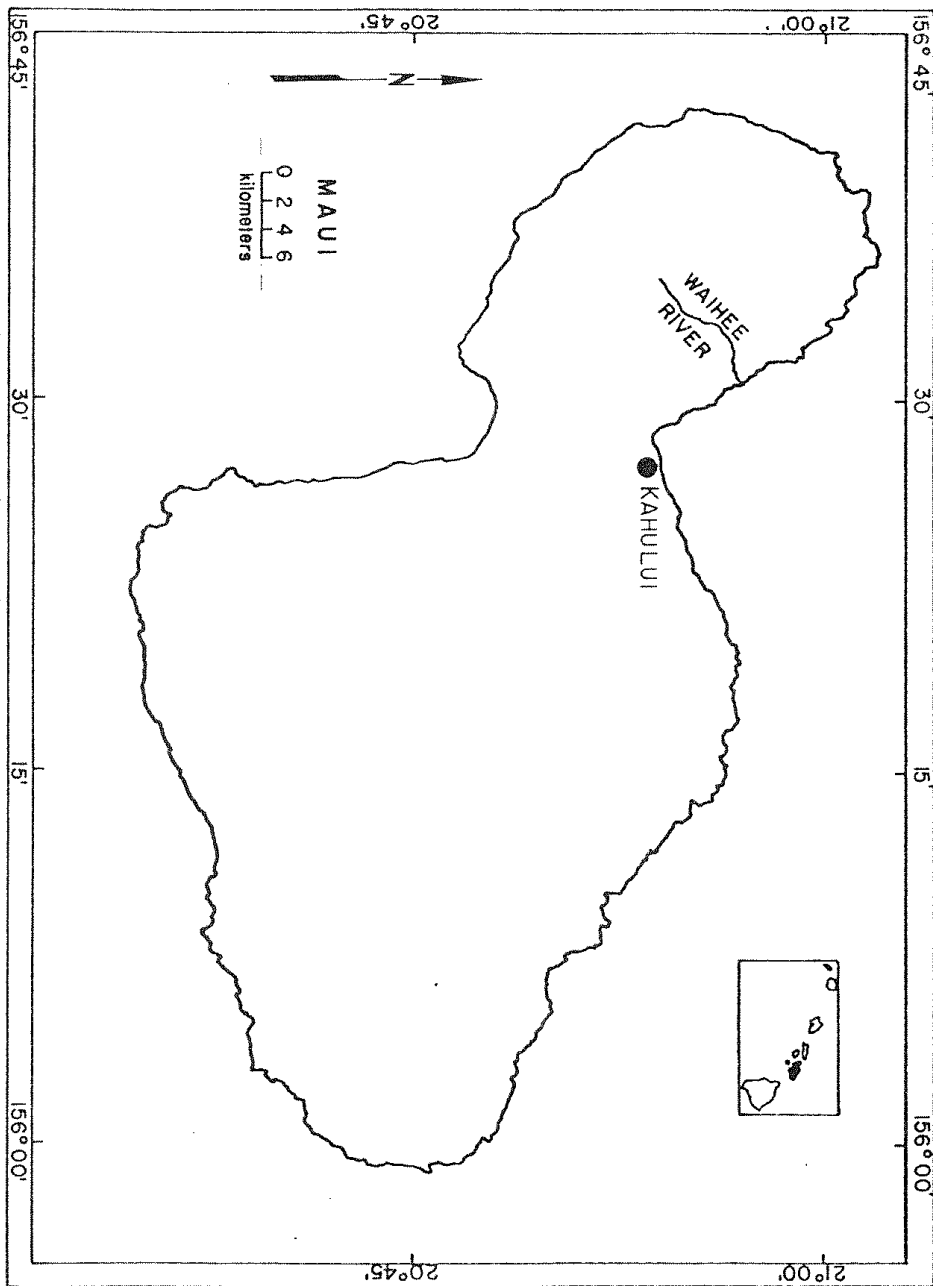 156° 45'
30'
15'
156° 00'
21° 00'
21° 00'
WAIHEE
RIVER
KAHULUI
20° 45'
20° 45'
N
MAUI
0 2 4 6
kilometers
156° 45'
30'
15'
156° 00'